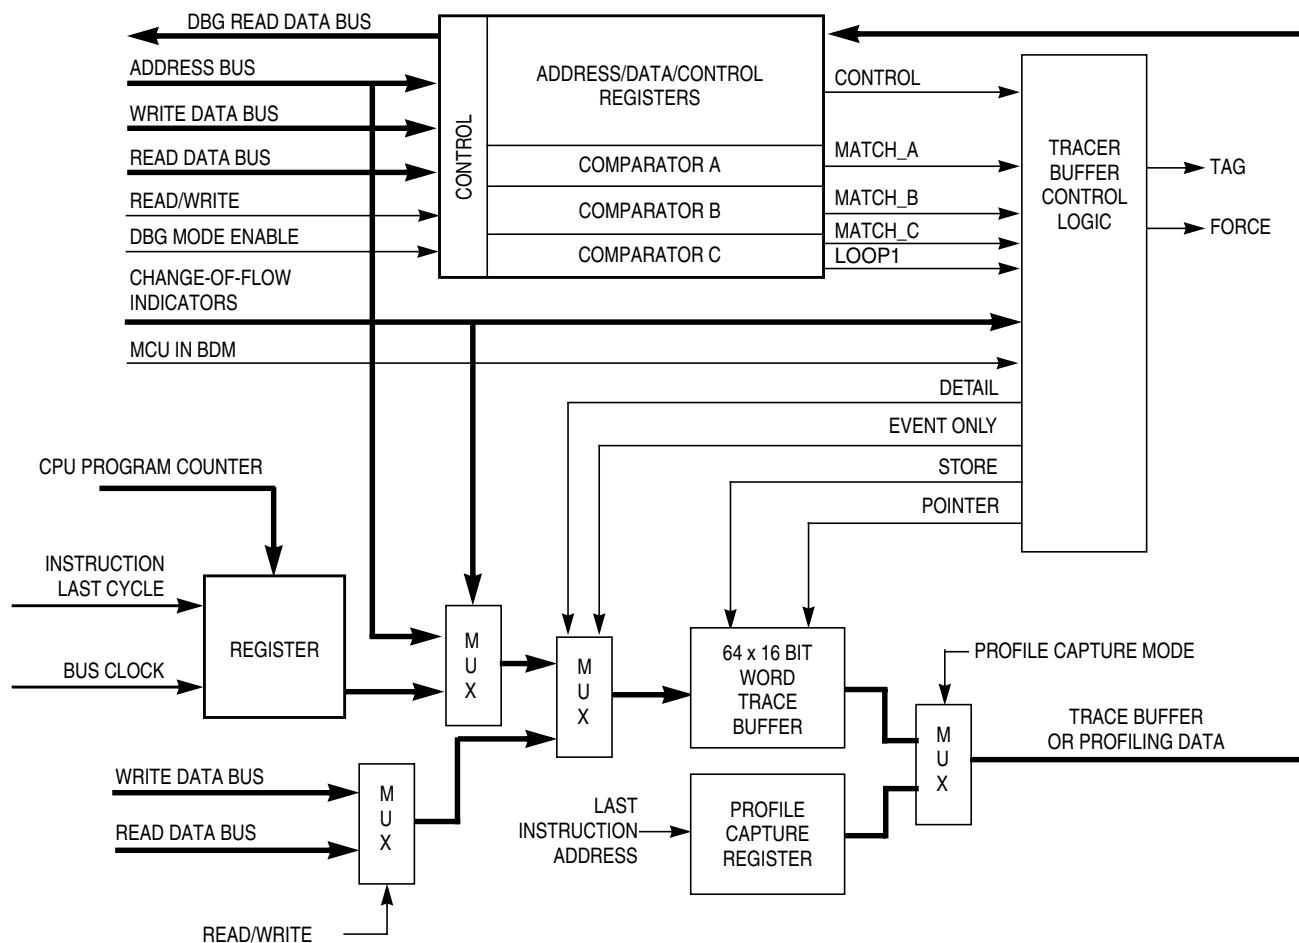 DBG READ DATA BUS
ADDRESS BUS
WRITE DATA BUS
READ DATA BUS
READ/WRITE
DBG MODE ENABLE
CHANGE-OF-FLOW
INDICATORS
MCU IN BDM
CONTROL
ADDRESS/DATA/CONTROL
REGISTERS
COMPARATOR A
COMPARATOR B
COMPARATOR C
CONTROL
MATCH_A
MATCH_B
MATCH_C
LOOP1
TRACER
BUFFER
CONTROL
LOGIC
TAG
FORCE
DETAIL
EVENT ONLY
STORE
POINTER
CPU PROGRAM COUNTER
INSTRUCTION
LAST CYCLE
BUS CLOCK
REGISTER
M
U
X
M
U
X
64 x 16 BIT
WORD
TRACE
BUFFER
PROFILE CAPTURE MODE
M
U
X
TRACE BUFFER
OR PROFILING DATA
WRITE DATA BUS
READ DATA BUS
M
U
X
READ/WRITE
LAST
INSTRUCTION
ADDRESS
PROFILE
CAPTURE
REGISTER